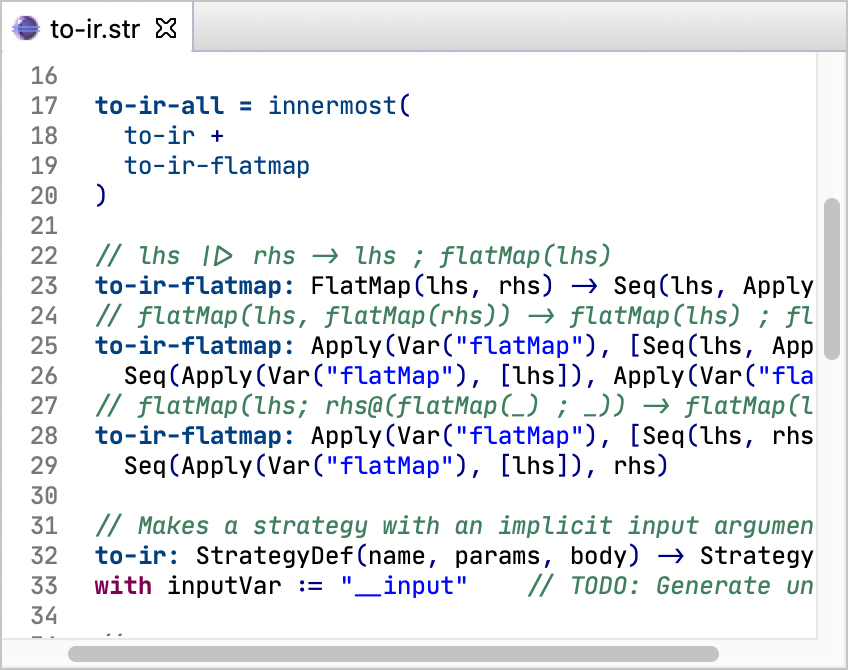 to-ir.str
16
17 to-ir-all = innermost(
18 to-ir +
19 to-ir-flatmap
20 )
21
22 // lhs |> rhs -> lhs ; flatMap(lhs)
23 to-ir-flatmap: FlatMap(lhs, rhs) -> Seq(lhs, Apply
24 // flatMap(lhs, flatMap(rhs)) -> flatMap(lhs) ; fl
25 to-ir-flatmap: Apply(Var("flatMap"), [Seq(lhs, App
26 Seq(Apply(Var("flatMap"), [lhs]), Apply(Var("fla
27 // flatMap(lhs; rhs@(flatMap(_) ; _)) -> flatMap(l
28 to-ir-flatmap: Apply(Var("flatMap"), [Seq(lhs, rhs
29 Seq(Apply(Var("flatMap"), [lhs]), rhs)
30
31 // Makes a strategy with an implicit input argumen
32 to-ir: StrategyDef(name, params, body) -> Strategy
33 with inputVar := "__input" // TODO: Generate un
34